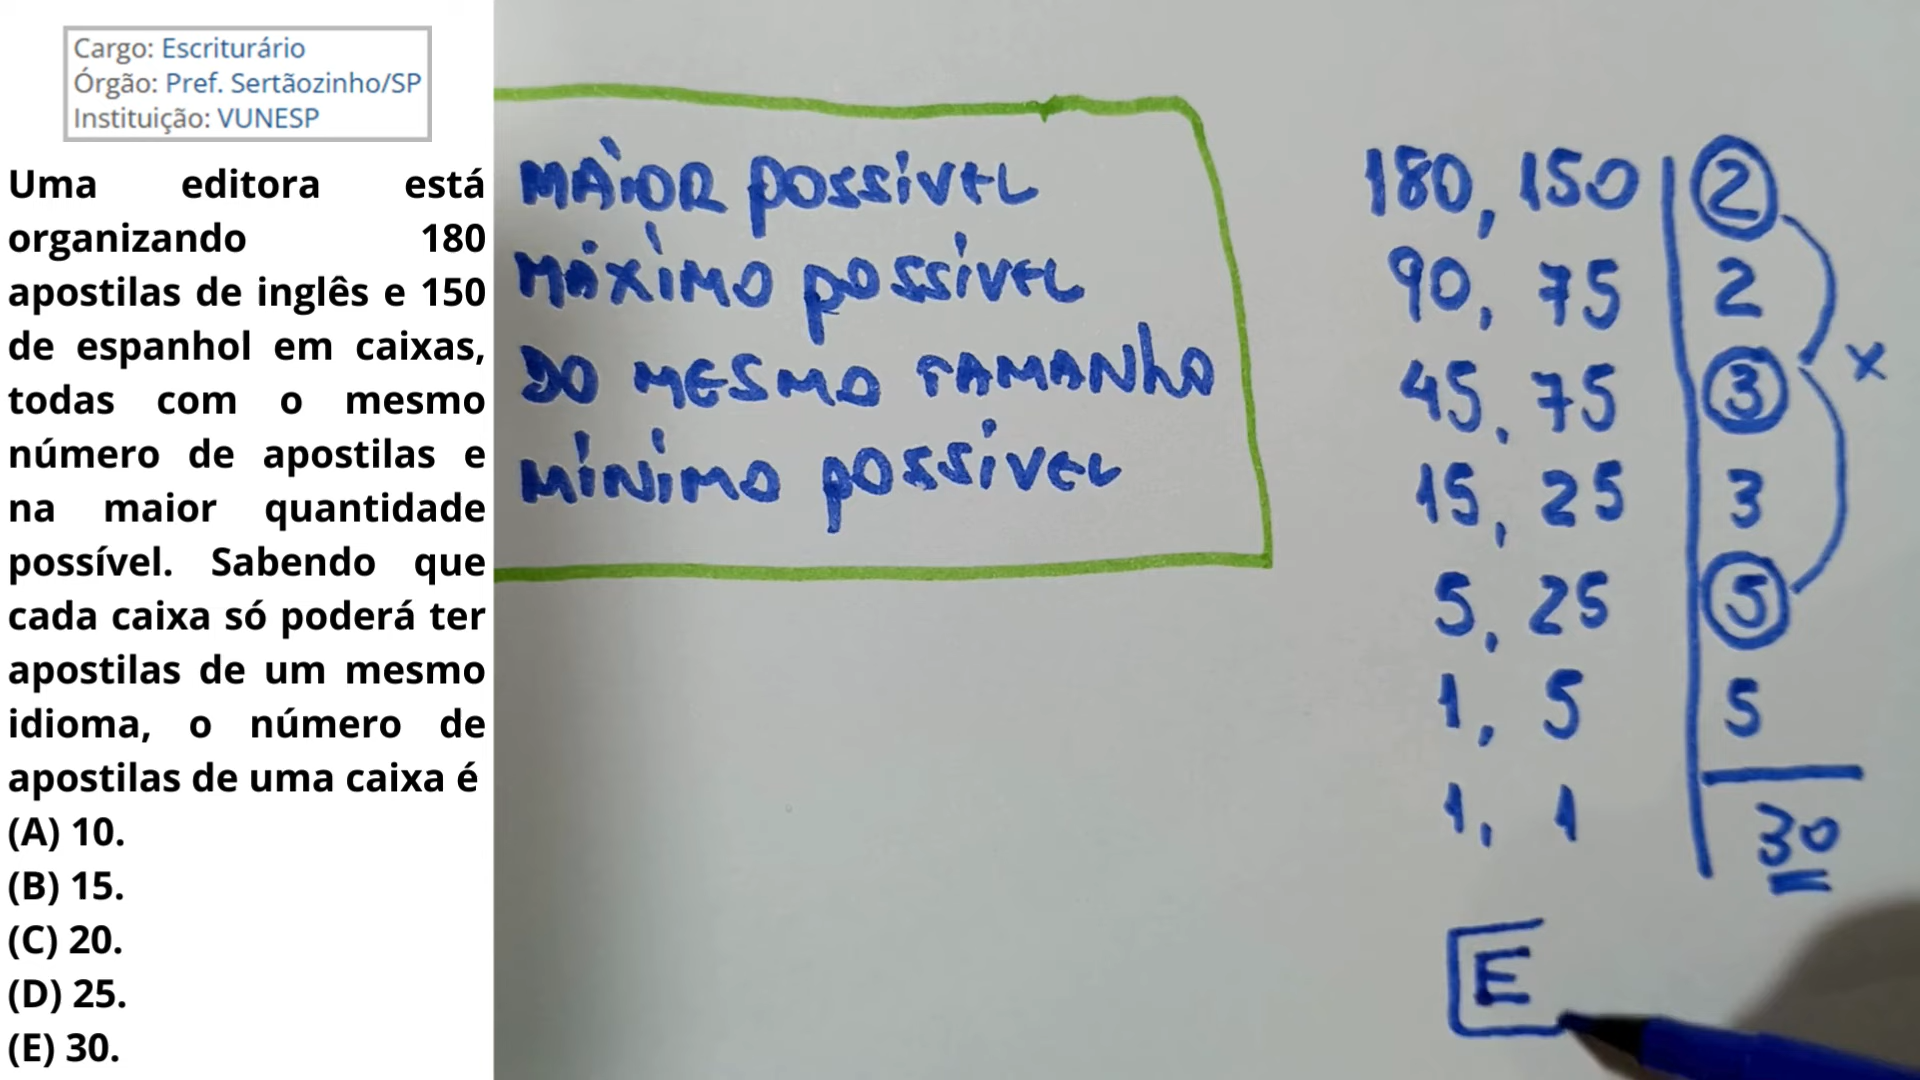 Cargo: Escriturário
Órgão: Pref. Sertãozinho/SP
Instituição: VUNESP
Uma editora está
organizando 180
apostilas de inglês e 150
de espanhol em caixas,
todas com o mesmo
número de apostilas e
na maior quantidade
possível. Sabendo que
cada caixa só poderá ter
apostilas de um mesmo
idioma, o número de
apostilas de uma caixa é
(A) 10.
(B) 15.
(C) 20.
(D) 25.
(E) 30.
MAIOR POSSÍVEL
MÁXIMO POSSÍVEL
DO MESMO TAMANHO
MÍNIMO POSSÍVEL
180, 150 | 2
90, 75 | 2
45, 75 | 3
x
15, 25 | 3
5, 25 | 5
1, 5 | 5
1, 1
30
E